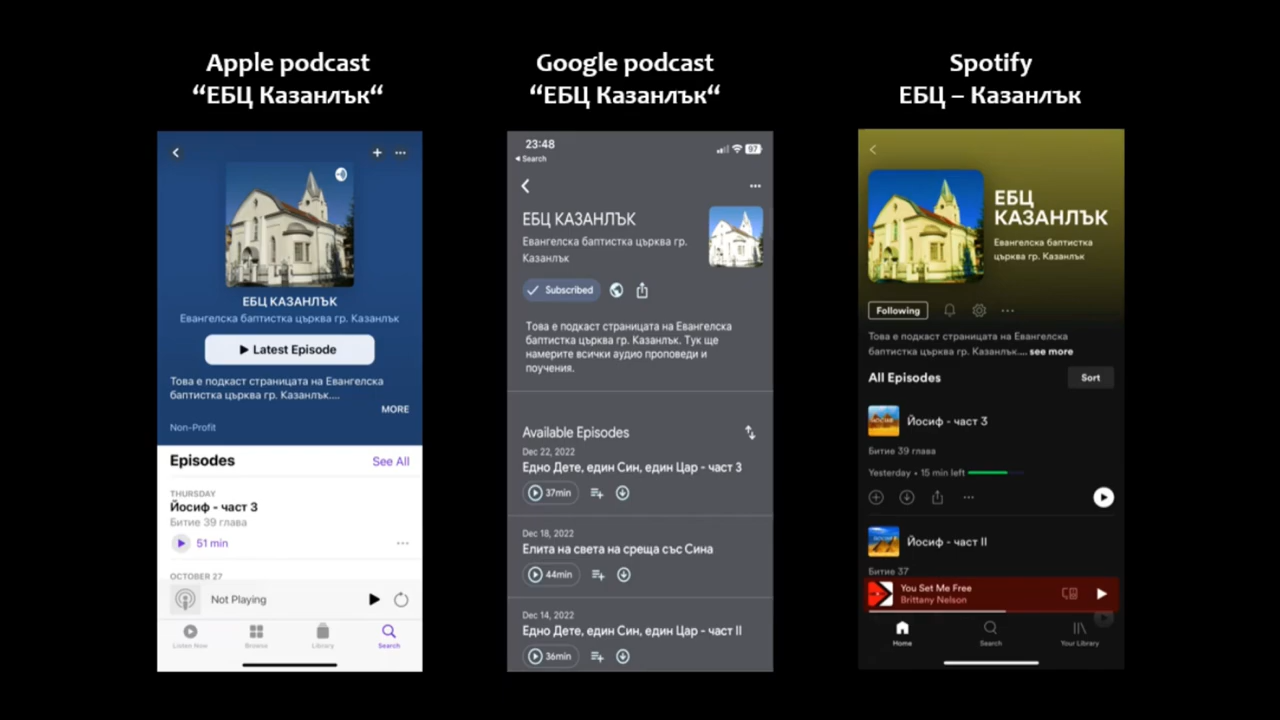 Apple podcast
“ЕБЦ Казанлък“
ЕБЦ КАЗАНЛЪК
Евангелска баптистка църква гр. Казанлък
Latest Episode
Това е подкаст страницата на Евангелска
баптистка църква гр. Казанлък....
MORE
Non-Profit
Episodes
See All
THURSDAY
Йосиф - част 3
Битие 39 глава
51 min
OCTOBER 27
Not Playing
Listen Now
Browse
Library
Search
Google podcast
“ЕБЦ Казанлък“
23:48
97
Search
ЕБЦ КАЗАНЛЪК
Евангелска баптистка църква гр.
Казанлък
Subscribed
Това е подкаст страницата на Евангелска
баптистка църква гр. Казанлък. Тук ще
намерите всички аудио проповеди и
поучения.
Available Episodes
Dec 22, 2022
Едно Дете, един Син, един Цар - част 3
37min
Dec 18, 2022
Елита на света на среща със Сина
44min
Dec 14, 2022
Едно Дете, един Син, един Цар - част II
36min
Spotify
ЕБЦ – Казанлък
ЕБЦ
КАЗАНЛЪК
Евангелска баптистка
църква гр. Казанлък
Following
Това е подкаст страницата на Евангелска
баптистка църква гр. Казанлък.... see more
All Episodes
Sort
Йосиф - част 3
Битие 39 глава
Yesterday • 15 min left
Йосиф - част II
Битие 37
You Set Me Free
Brittany Nelson
Home
Search
Your Library